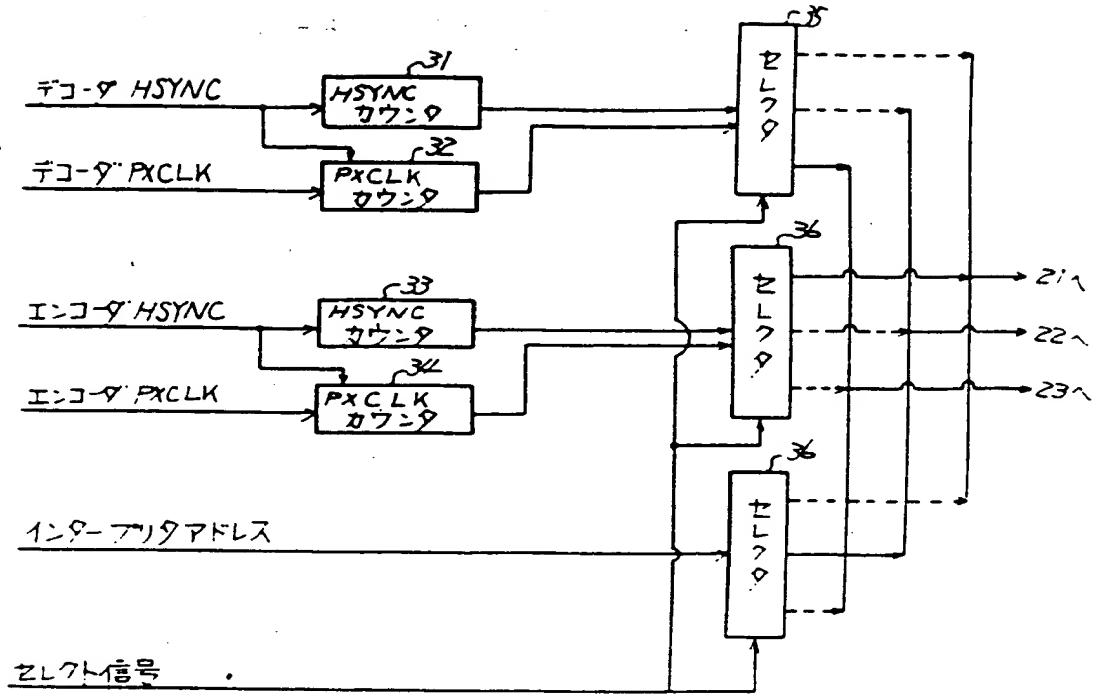 35
セレクタ
デコーダ HSYNC
31
HSYNC
カウンタ
デコーダ PXCLK
32
PXCLK
カウンタ
36
セレクタ
エンコーダ HSYNC
33
HSYNC
カウンタ
エンコーダ PXCLK
34
PXCLK
カウンタ
21へ
22へ
23へ
36
セレクタ
インタープリタアドレス
セレクト信号